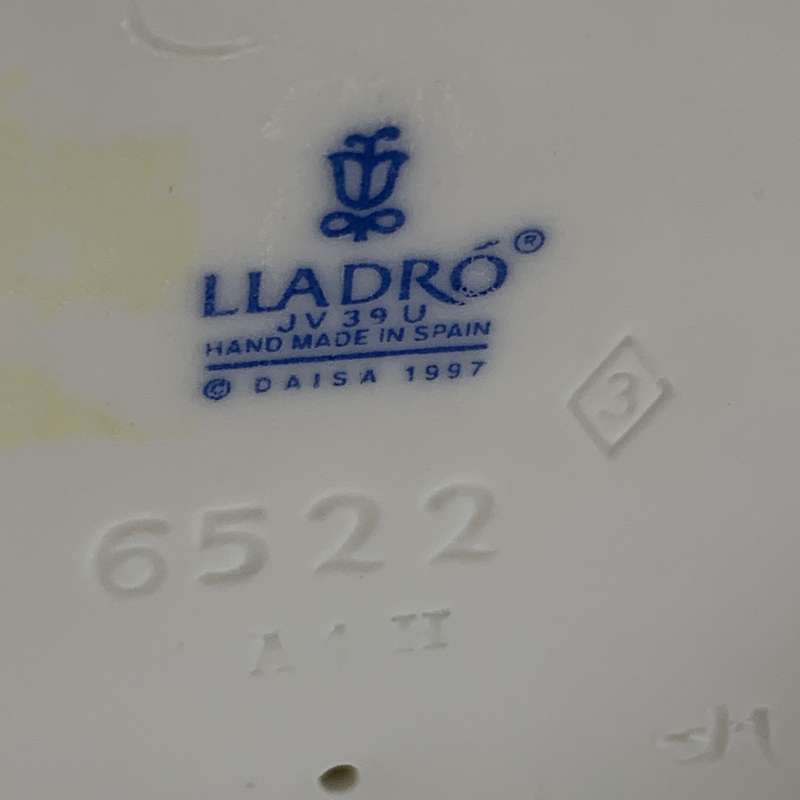 LLADRÓ®
JV 39 U
HAND MADE IN SPAIN
© DAISA 1997
3
6522